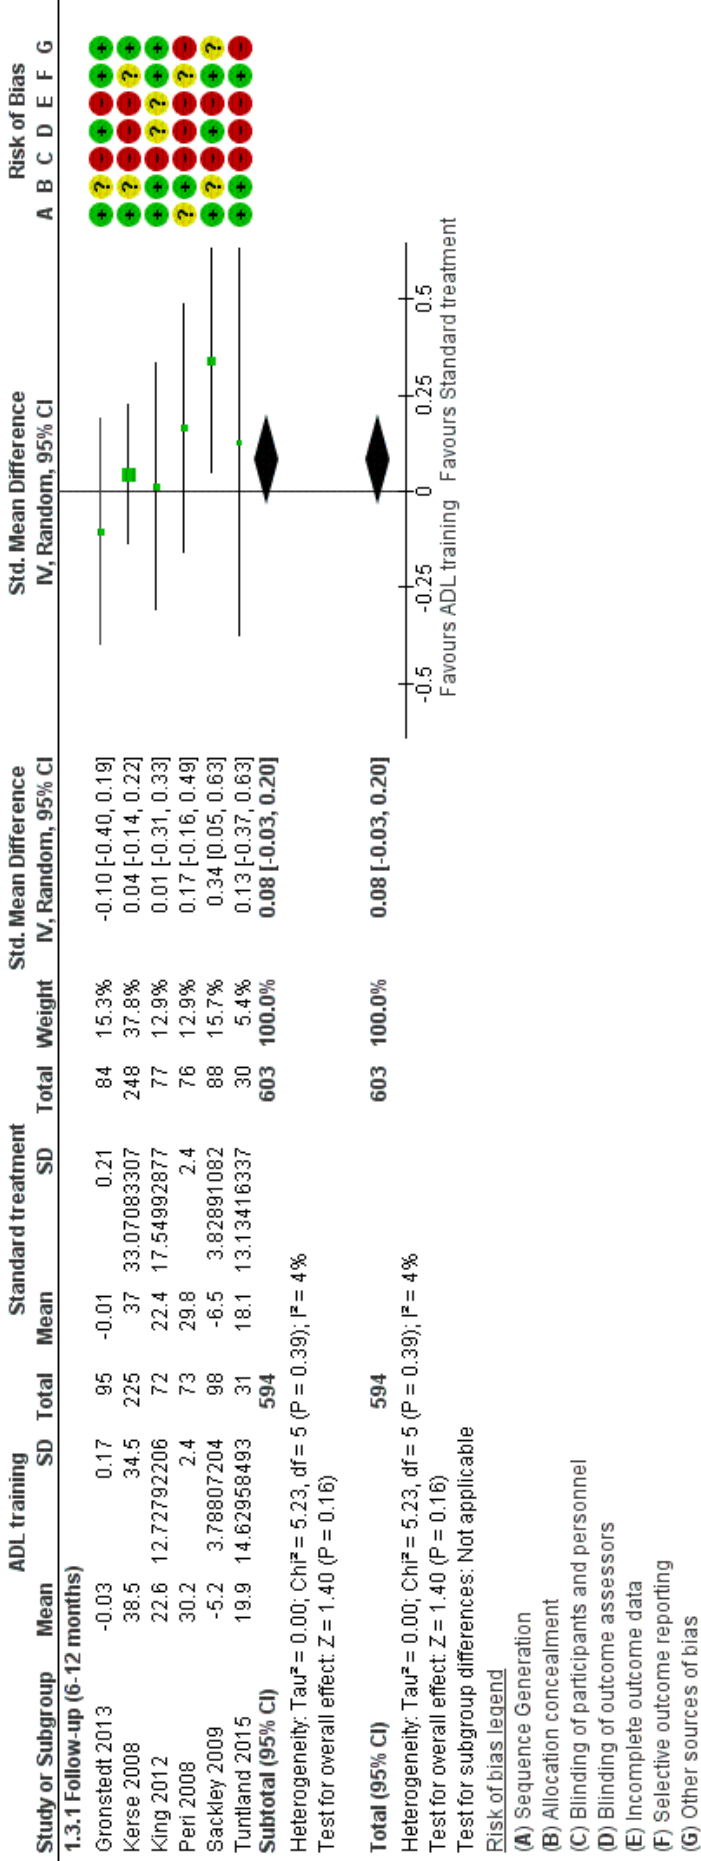 ADL training Standard treatment Std. Mean Difference Std. Mean Difference Risk of Bias
Study or Subgroup Mean SD Total Mean SD Total Weight IV, Random, 95% CI IV, Random, 95% CI A B C D E F G
1.3.1 Follow-up (6-12 months)
Gronstedt 2013 -0.03 0.17 95 -0.01 0.21 84 15.3% -0.10 [-0.40, 0.19] + ? - + - + +
Kerse 2008 38.5 34.5 225 37 33.07083307 248 37.8% 0.04 [-0.14, 0.22] + ? - - - ? +
King 2012 22.6 12.72792206 72 22.4 17.54992877 77 12.9% 0.01 [-0.31, 0.33] + + - ? ? + +
Peri 2008 30.2 2.4 73 29.8 2.4 76 12.9% 0.17 [-0.16, 0.49] ? + - - - ? -
Sackley 2009 -5.2 3.78807204 98 -6.5 3.82891082 88 15.7% 0.34 [0.05, 0.63] + ? - + - + ?
Tuntland 2015 19.9 14.62958493 31 18.1 13.13416337 30 5.4% 0.13 [-0.37, 0.63] + + - - - + -
Subtotal (95% CI) 594 603 100.0% 0.08 [-0.03, 0.20]
Heterogeneity: Tau² = 0.00; Chi² = 5.23, df = 5 (P = 0.39); I² = 4%
Test for overall effect: Z = 1.40 (P = 0.16)
Total (95% CI) 594 603 100.0% 0.08 [-0.03, 0.20]
Heterogeneity: Tau² = 0.00; Chi² = 5.23, df = 5 (P = 0.39); I² = 4%
Test for overall effect: Z = 1.40 (P = 0.16)
Test for subgroup differences: Not applicable
-0.5 -0.25 0 0.25 0.5
Favours ADL training Favours Standard treatment
Risk of bias legend
(A) Sequence Generation
(B) Allocation concealment
(C) Blinding of participants and personnel
(D) Blinding of outcome assessors
(E) Incomplete outcome data
(F) Selective outcome reporting
(G) Other sources of bias